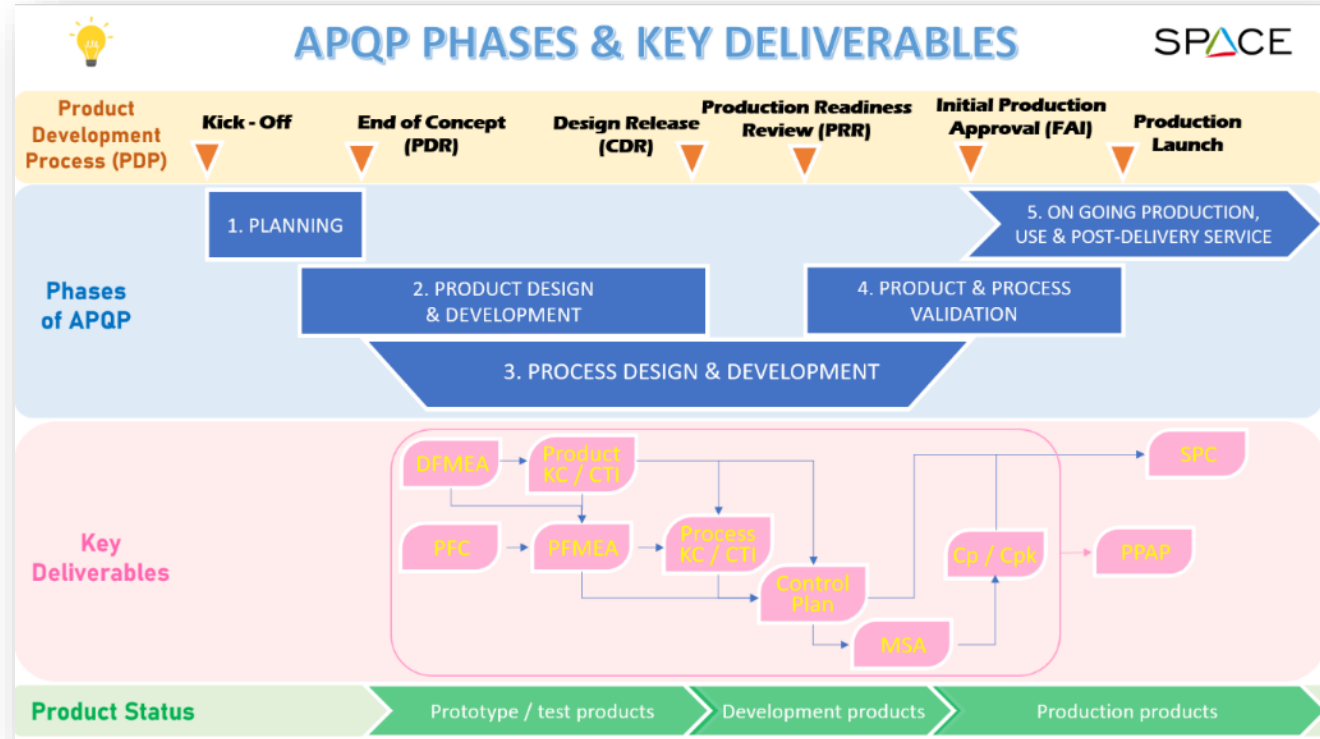 APQP PHASES & KEY DELIVERABLES
SPACE
Product
Development
Process (PDP)
Kick - Off
End of Concept
(PDR)
Design Release
(CDR)
Production Readiness
Review (PRR)
Initial Production
Approval (FAI)
Production
Launch
Phases
of APQP
1. PLANNING
5. ON GOING PRODUCTION,
USE & POST-DELIVERY SERVICE
2. PRODUCT DESIGN
& DEVELOPMENT
4. PRODUCT & PROCESS
VALIDATION
3. PROCESS DESIGN & DEVELOPMENT
Key
Deliverables
DFMEA
Product
KC / CTI
SPC
PFC
PFMEA
Process
KC / CTI
Cp / Cpk
PPAP
Control
Plan
MSA
Product Status
Prototype / test products
Development products
Production products